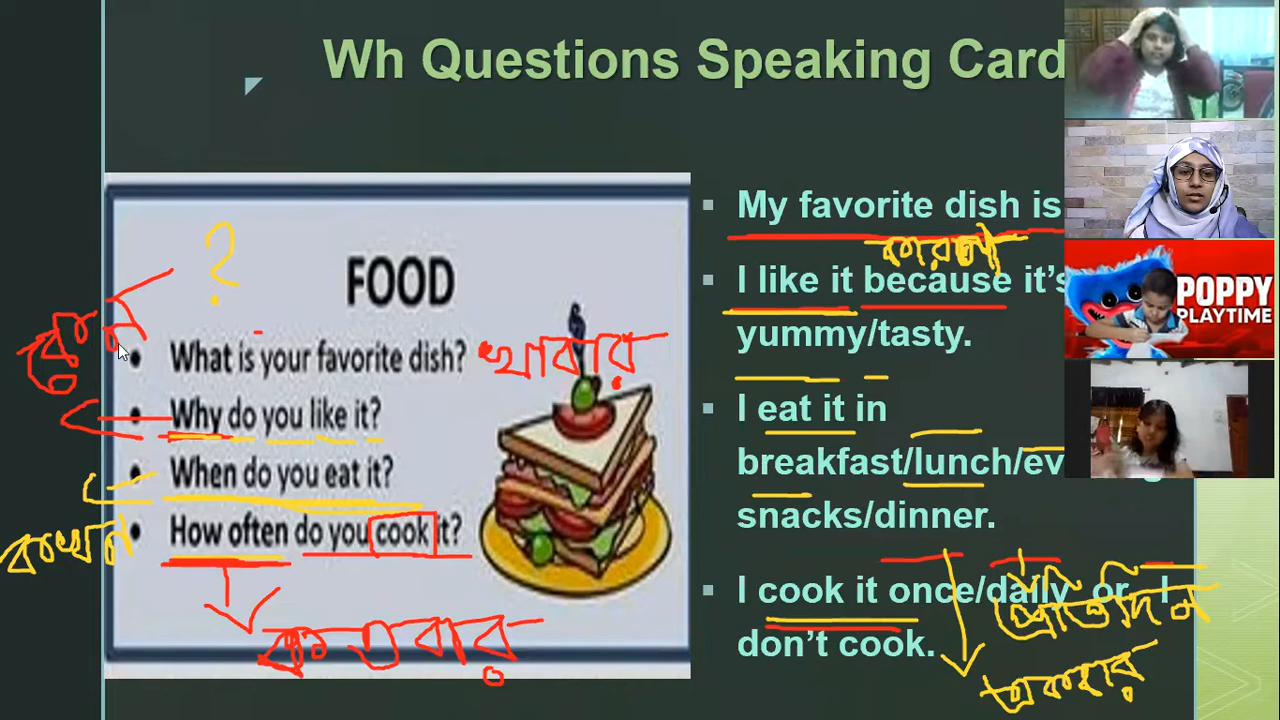 Wh Questions Speaking Card
?
FOOD
• What is your favorite dish? খাবার
কেন
• Why do you like it?
• When do you eat it?
কখন
• How often do you cook it?
কতবার
My favorite dish is
কারণ
I like it because it's
yummy/tasty.
I eat it in
breakfast/lunch/ev
snacks/dinner.
I cook it once/daily or I
don't cook.
প্রতিদিন
একবার
POPPY
PLAYTIME